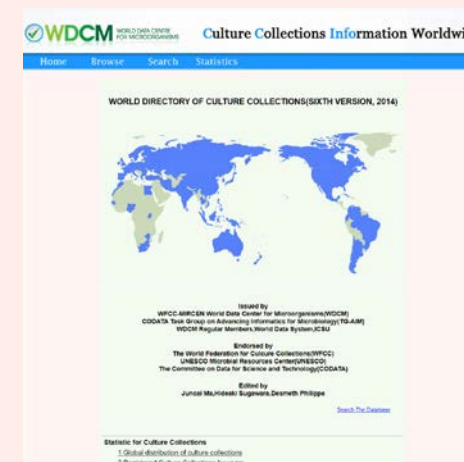 WDCM WORLD DATA CENTRE
FOR MICROORGANISMS
Culture Collections Information Worldwi
Home Browse Search Statistics
WORLD DIRECTORY OF CULTURE COLLECTIONS(SIXTH VERSION, 2014)
Issued by
WFCC-MIRCEN World Data Center for Microorganisms(WDCM)
CODATA Task Group on Advancing Informatics for Microbiology(TG-AIM)
WDCM Regular Members,World Data System,ICSU
Endorsed by
The World Federation for Culture Collections(WFCC)
UNESCO Microbial Resources Center(UNESCO)
The Committee on Data for Science and Technology(CODATA)
Edited by
Juncai Ma,Hideaki Sugawara,Desmeth Philippe
Search The Database
Statistic for Culture Collections
1.Global distribution of culture collections